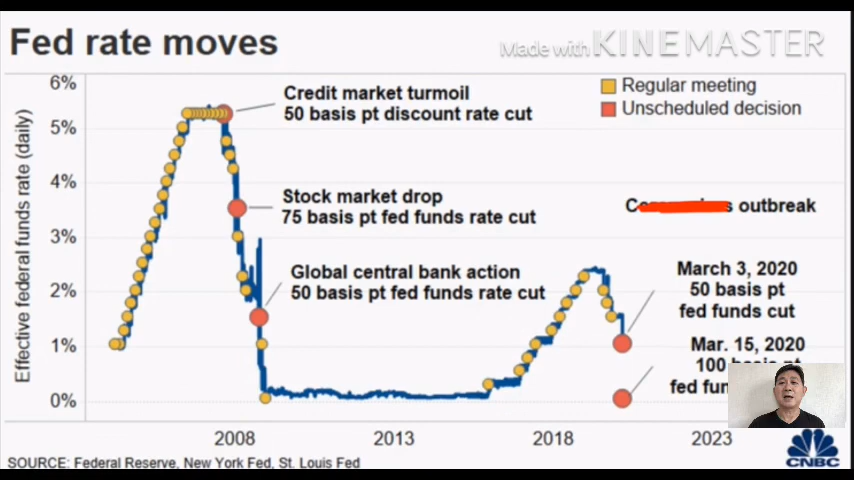 Fed rate moves
Made with KINEMASTER
6%
5%
4%
3%
2%
1%
0%
Effective federal funds rate (daily)
Credit market turmoil
50 basis pt discount rate cut
Regular meeting
Unscheduled decision
Stock market drop
75 basis pt fed funds rate cut
outbreak
Global central bank action
50 basis pt fed funds rate cut
March 3, 2020
50 basis pt
fed funds cut
Mar. 15, 2020
100 basis pt
fed
2008
2013
2018
2023
SOURCE: Federal Reserve, New York Fed, St. Louis Fed
CNBC